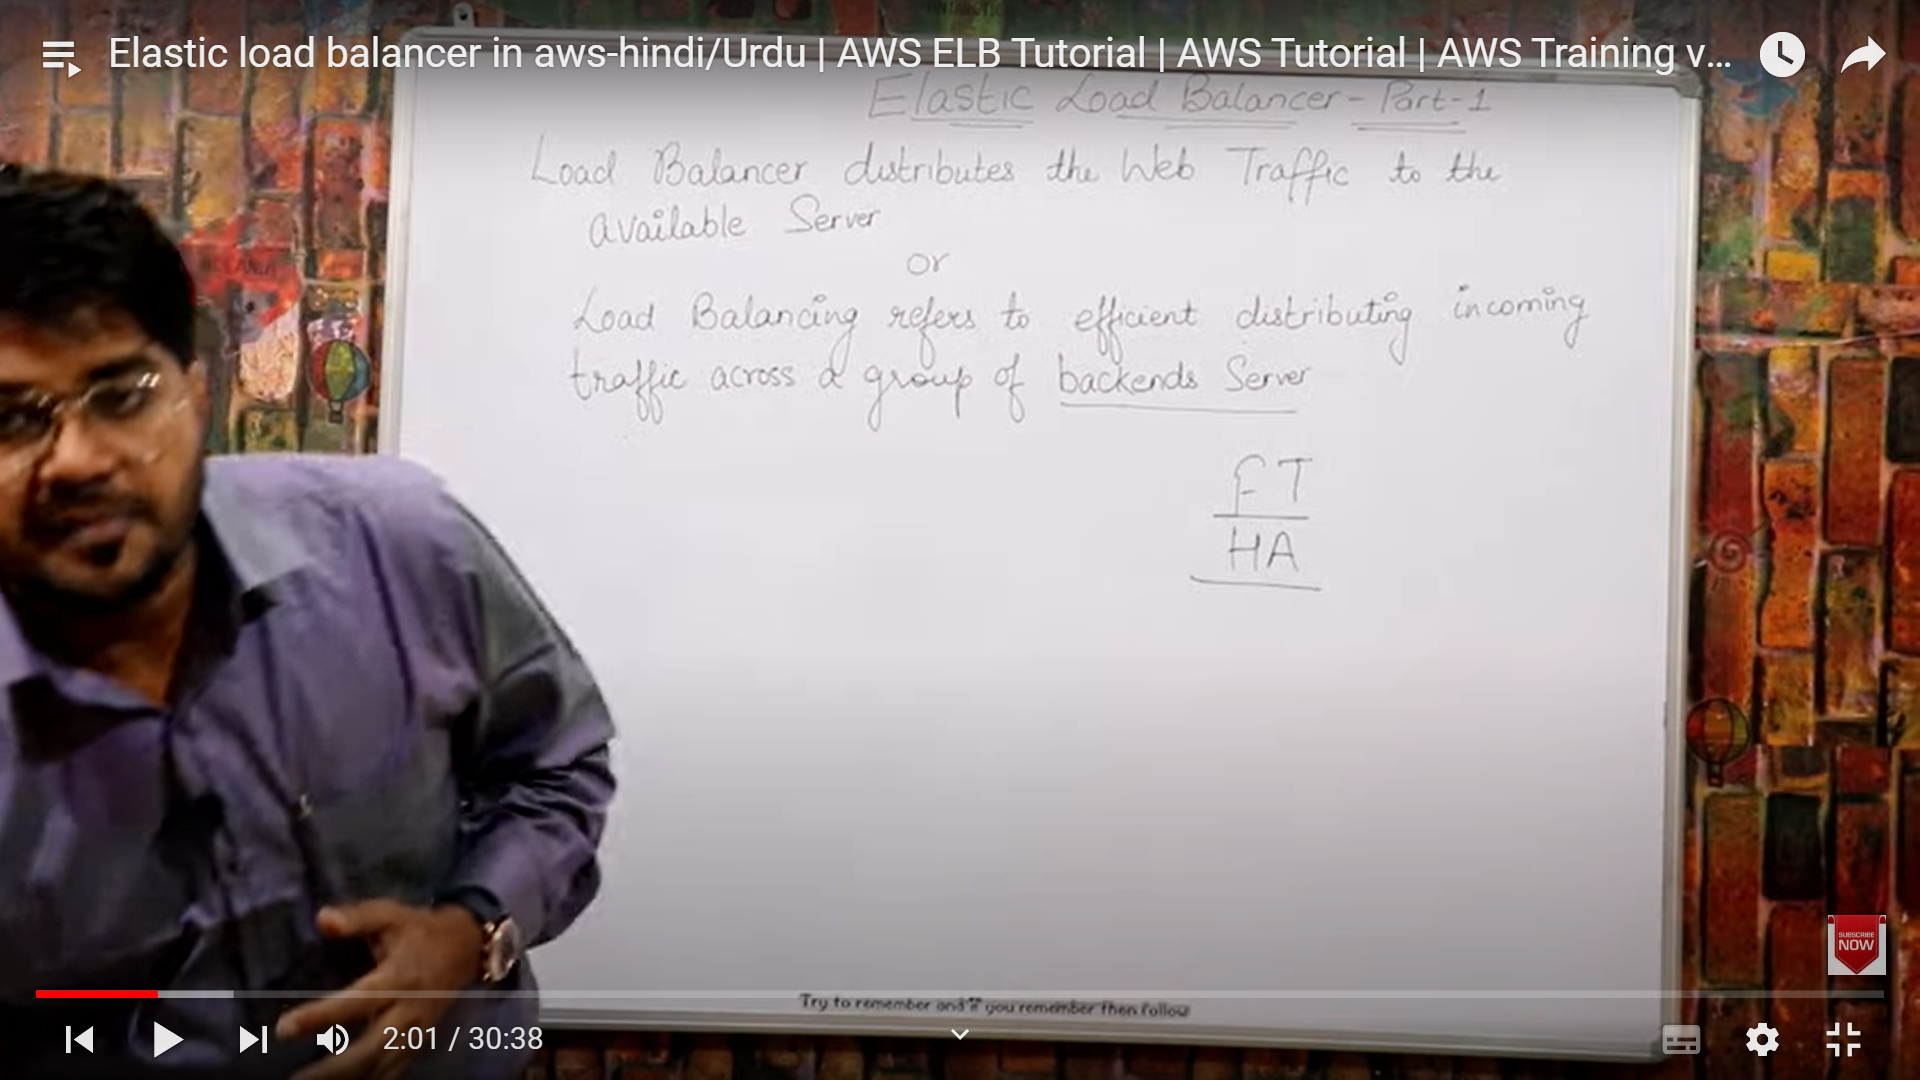 Elastic load balancer in aws-hindi/Urdu | AWS ELB Tutorial | AWS Tutorial | AWS Training v...
Elastic Load Balancer - Part-1
Load Balancer distributes the Web Traffic to the
available Server
or
Load Balancing refers to efficient distributing incoming
traffic across a group of backends Server
FT
HA
SUBSCRIBE
NOW
Try to remember and if you remember then follow
2:01 / 30:38